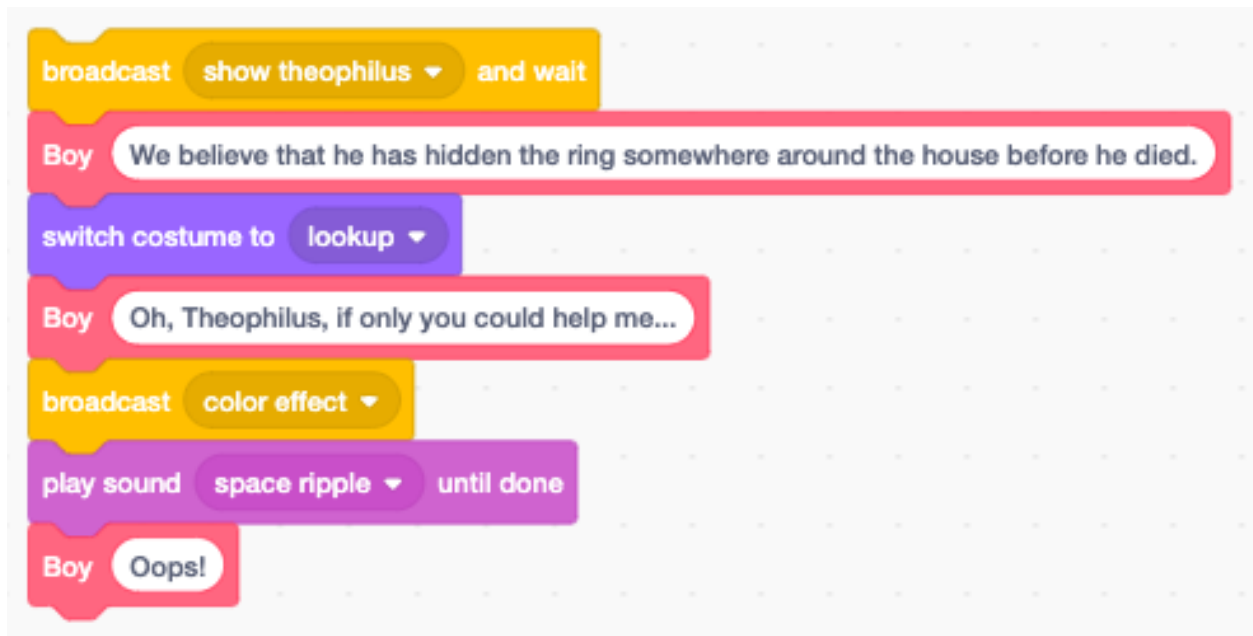 broadcast show theophilus and wait
Boy We believe that he has hidden the ring somewhere around the house before he died.
switch costume to lookup
Boy Oh, Theophilus, if only you could help me...
broadcast color effect
play sound space ripple until done
Boy Oops!